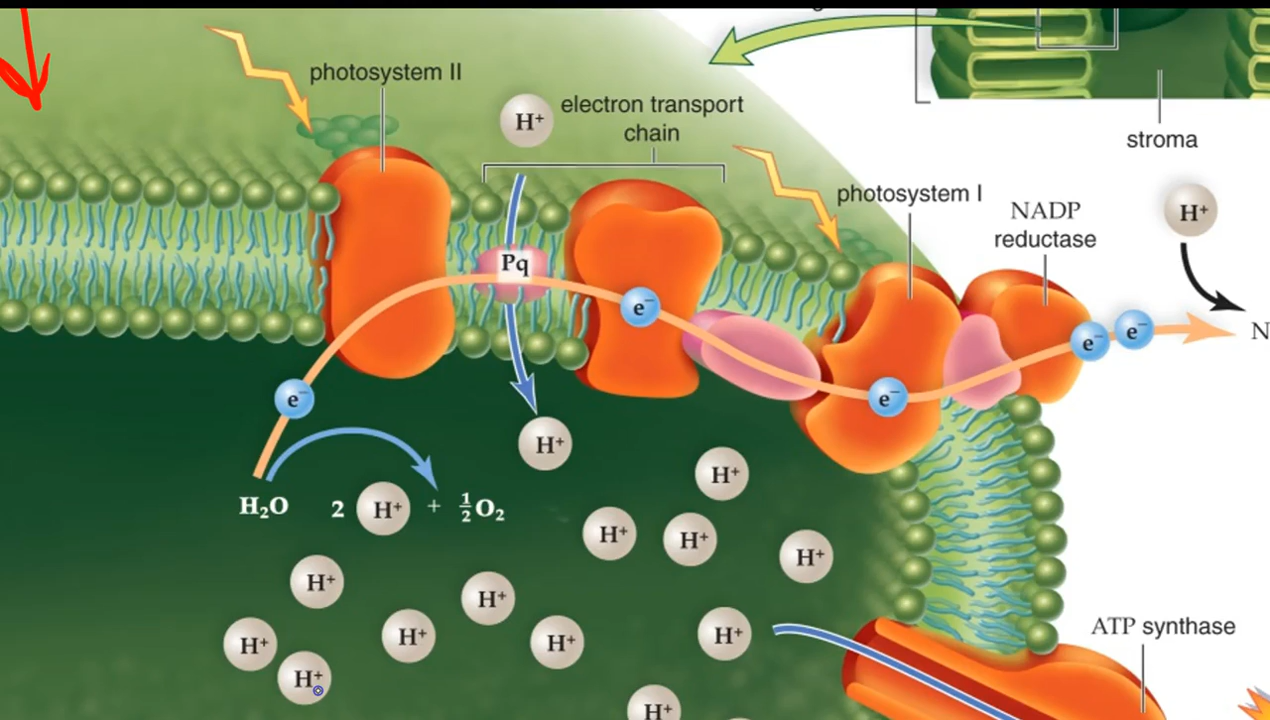 photosystem II
H⁺
electron transport
chain
stroma
photosystem I
NADP
reductase
H⁺
Pq
e⁻
e⁻
e⁻
e⁻
e⁻
H⁺
H₂O 2 H⁺ + ½O₂
H⁺
H⁺
H⁺
H⁺
H⁺
H⁺
H⁺
H⁺
H⁺
H⁺
H⁺
ATP synthase
H⁺